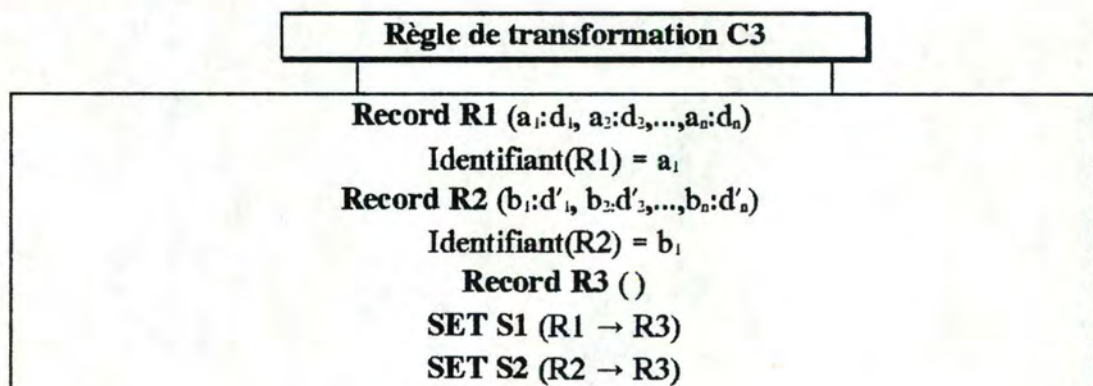 Règle de transformation C3
Record R1 (a₁:d₁, a₂:d₂,...,aₙ:dₙ)
Identifiant(R1) = a₁
Record R2 (b₁:d'₁, b₂:d'₂,...,bₙ:d'ₙ)
Identifiant(R2) = b₁
Record R3 ()
SET S1 (R1 → R3)
SET S2 (R2 → R3)